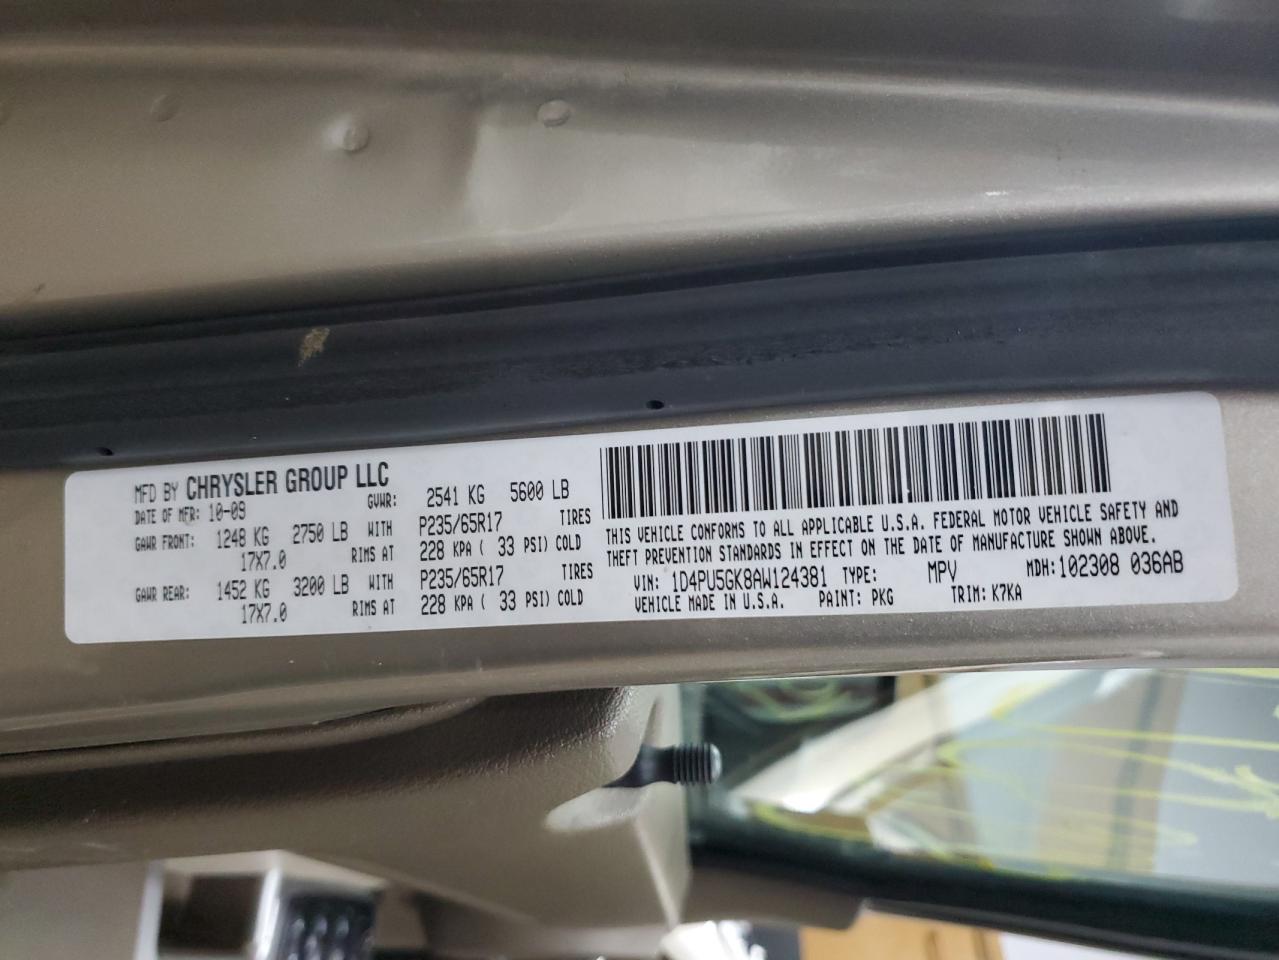 MFD BY CHRYSLER GROUP LLC
DATE OF MFR: 10-09 GVWR: 2541 KG 5600 LB
GAWR FRONT: 1248 KG 2750 LB WITH P235/65R17 TIRES
17X7.0 RIMS AT 228 KPA ( 33 PSI) COLD
GAWR REAR: 1452 KG 3200 LB WITH P235/65R17 TIRES
17X7.0 RIMS AT 228 KPA ( 33 PSI) COLD
THIS VEHICLE CONFORMS TO ALL APPLICABLE U.S.A. FEDERAL MOTOR VEHICLE SAFETY AND
THEFT PREVENTION STANDARDS IN EFFECT ON THE DATE OF MANUFACTURE SHOWN ABOVE.
VIN: 1D4PU5GK8AW124381 TYPE: MPV MDH: 102308 036AB
VEHICLE MADE IN U.S.A. PAINT: PKG TRIM: K7KA